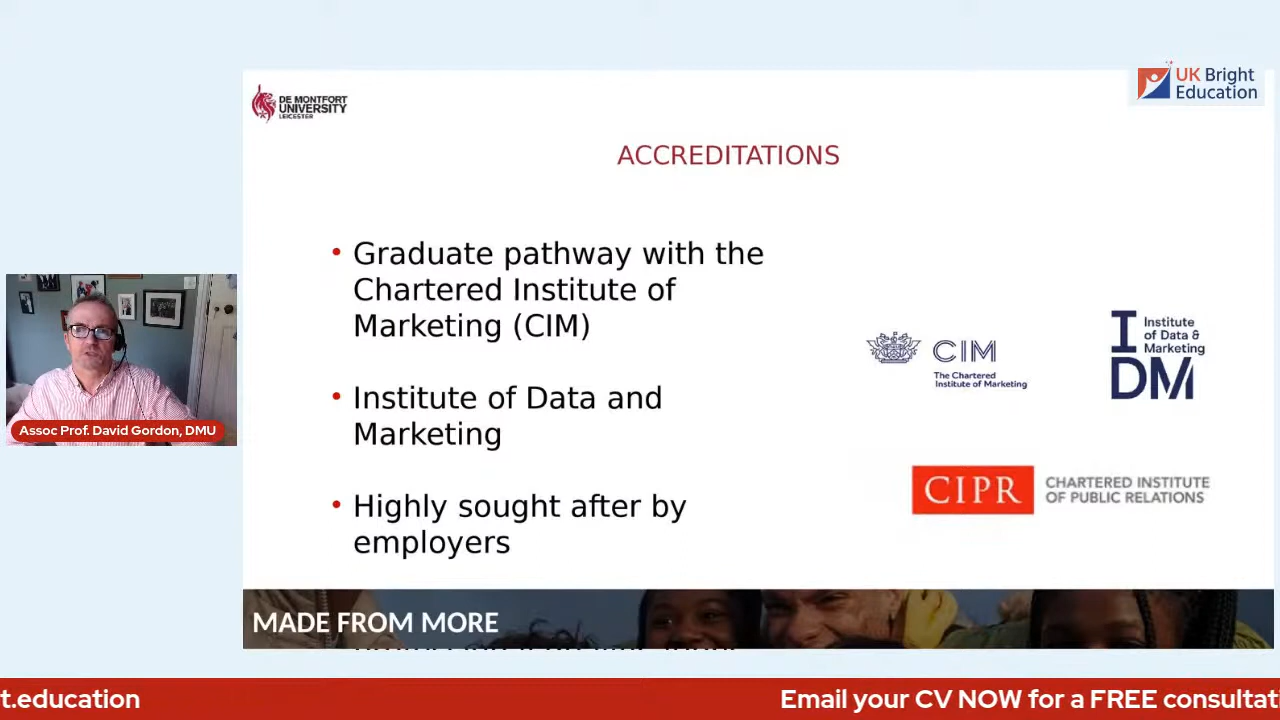 DE MONTFORT
UNIVERSITY
LEICESTER
UK Bright
Education
ACCREDITATIONS
• Graduate pathway with the
Chartered Institute of
Marketing (CIM)
• Institute of Data and
Marketing
• Highly sought after by
employers
CIM
The Chartered
Institute of Marketing
I
DM
Institute
of Data &
Marketing
CIPR
CHARTERED INSTITUTE
OF PUBLIC RELATIONS
Assoc Prof. David Gordon, DMU
MADE FROM MORE
t.education
Email your CV NOW for a FREE consultat